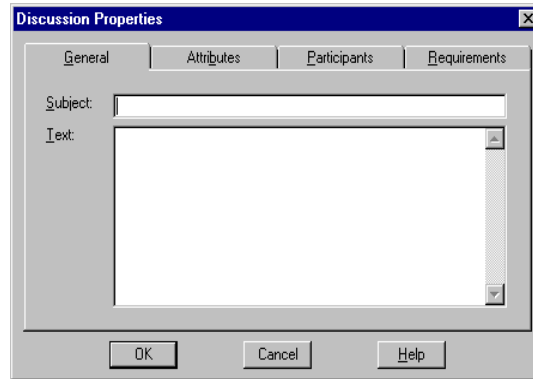 Discussion Properties
General Attributes Participants Requirements
Subject:
Text:
OK Cancel Help